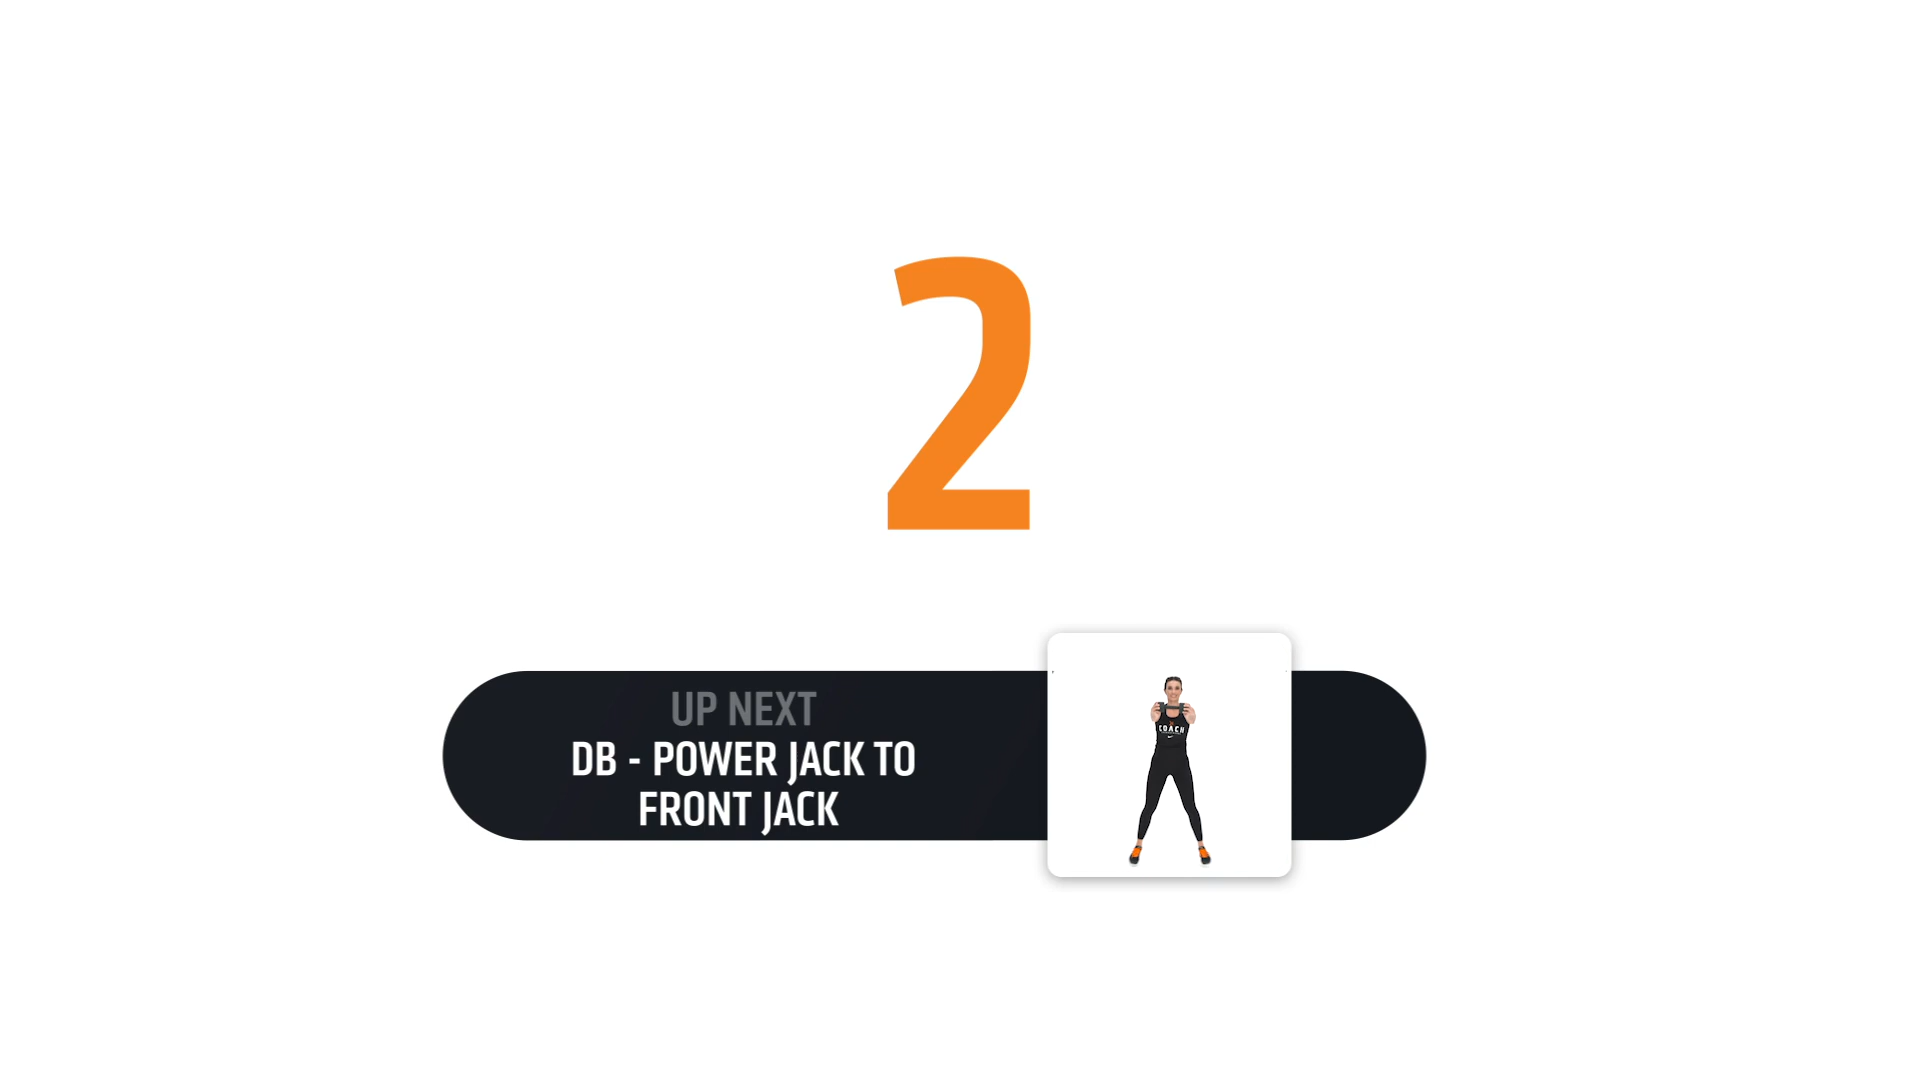 2
UP NEXT
DB - POWER JACK TO
FRONT JACK
COACH